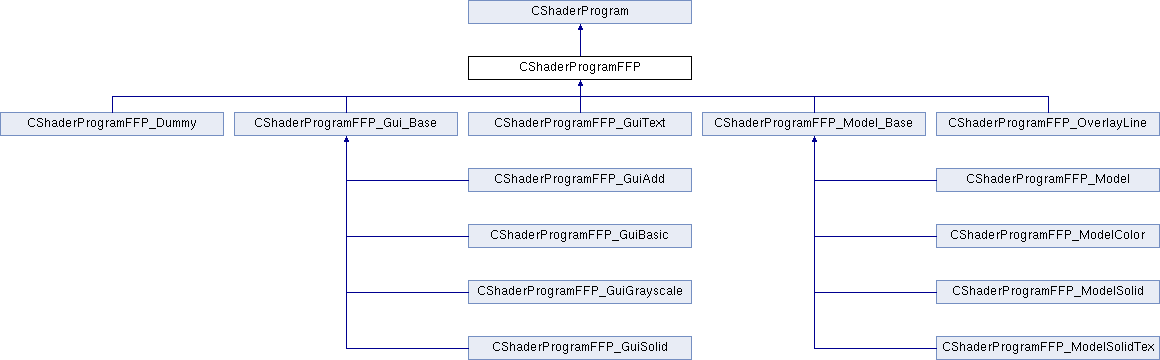 CShaderProgram
CShaderProgramFFP
CShaderProgramFFP_Dummy
CShaderProgramFFP_Gui_Base
CShaderProgramFFP_GuiText
CShaderProgramFFP_Model_Base
CShaderProgramFFP_OverlayLine
CShaderProgramFFP_GuiAdd
CShaderProgramFFP_Model
CShaderProgramFFP_GuiBasic
CShaderProgramFFP_ModelColor
CShaderProgramFFP_GuiGrayscale
CShaderProgramFFP_ModelSolid
CShaderProgramFFP_GuiSolid
CShaderProgramFFP_ModelSolidTex